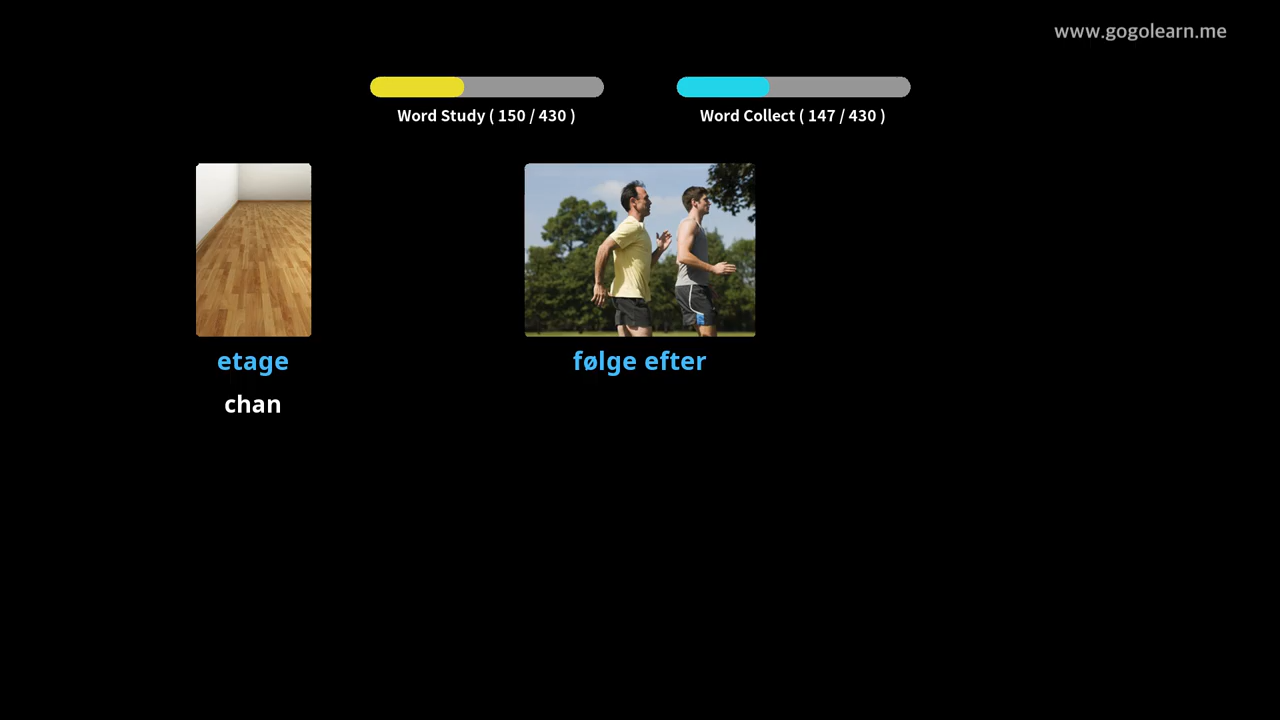 www.gogolearn.me
Word Study ( 150 / 430 )
Word Collect ( 147 / 430 )
etage
følge efter
chan